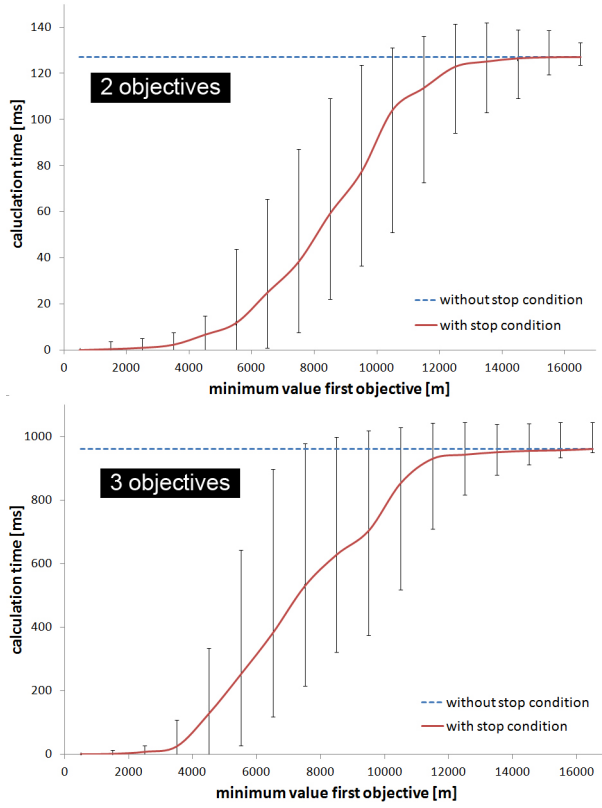 140
120
100
80
60
40
20
0
caluclation time [ms]
2 objectives
without stop condition
with stop condition
0 2000 4000 6000 8000 10000 12000 14000 16000
minimum value first objective [m]
1000
800
600
400
200
0
calculation time [ms]
3 objectives
without stop condition
with stop condition
0 2000 4000 6000 8000 10000 12000 14000 16000
minimum value first objective [m]